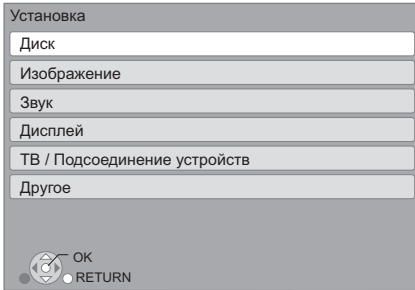 Установка
Диск
Изображение
Звук
Дисплей
ТВ / Подсоединение устройств
Другое
OK
RETURN